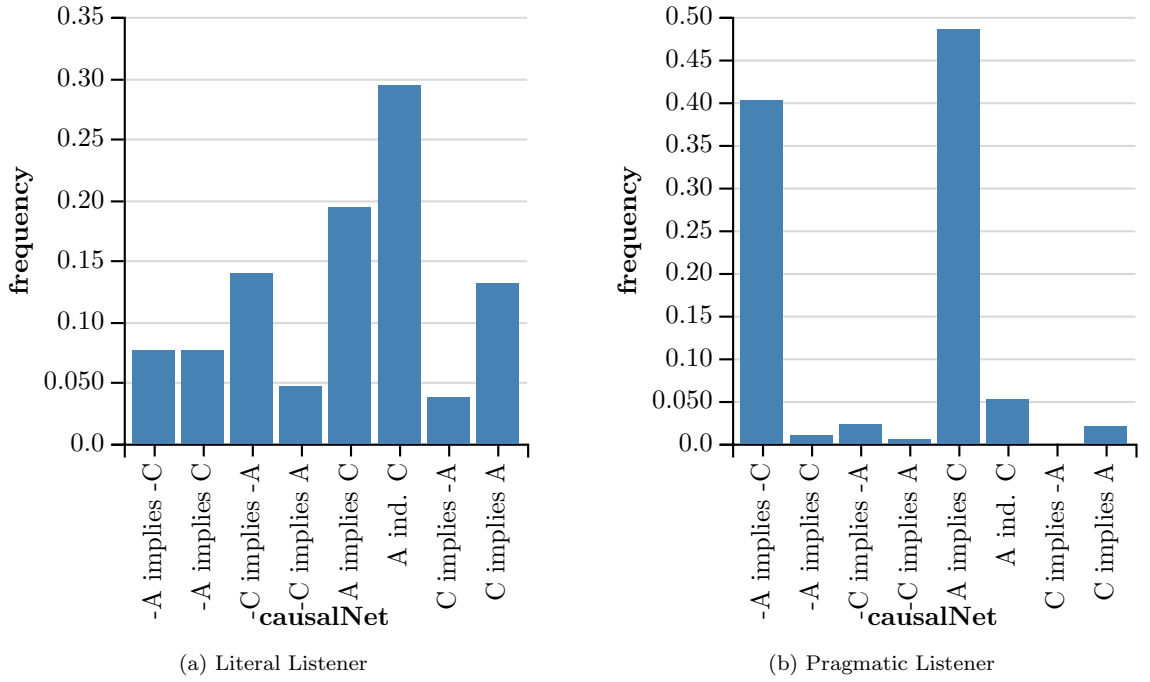 0.35
0.30
0.25
0.20
0.15
0.10
0.050
0.0
frequency
-A implies -C
-A implies C
-C implies -A
-C implies A
A implies C
A ind. C
C implies -A
C implies A
causalNet
(a) Literal Listener
0.50
0.45
0.40
0.35
0.30
0.25
0.20
0.15
0.10
0.050
0.0
frequency
-A implies -C
-A implies C
-C implies -A
-C implies A
A implies C
A ind. C
C implies -A
C implies A
causalNet
(b) Pragmatic Listener